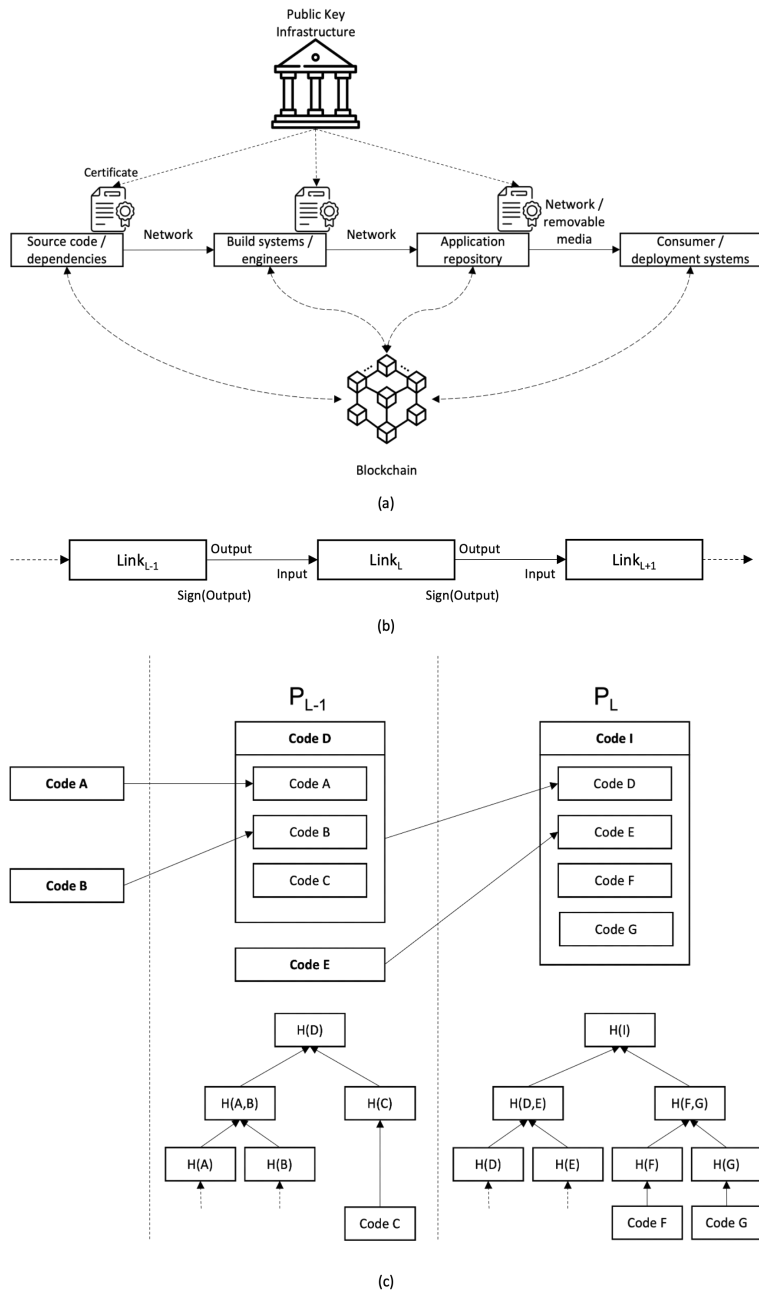 Public Key
Infrastructure
Certificate
Source code /
dependencies
Network
Build systems /
engineers
Network
Application
repository
Network /
removable
media
Consumer /
deployment systems
Blockchain
(a)
Link_{L-1}
Output
Input
Sign(Output)
Link_{L}
Output
Input
Sign(Output)
Link_{L+1}
(b)
P_{L-1}
P_{L}
Code A
Code B
Code D
Code A
Code B
Code C
Code E
Code I
Code D
Code E
Code F
Code G
H(D)
H(A,B)
H(C)
H(A)
H(B)
Code C
H(I)
H(D,E)
H(F,G)
H(D)
H(E)
H(F)
H(G)
Code F
Code G
(c)